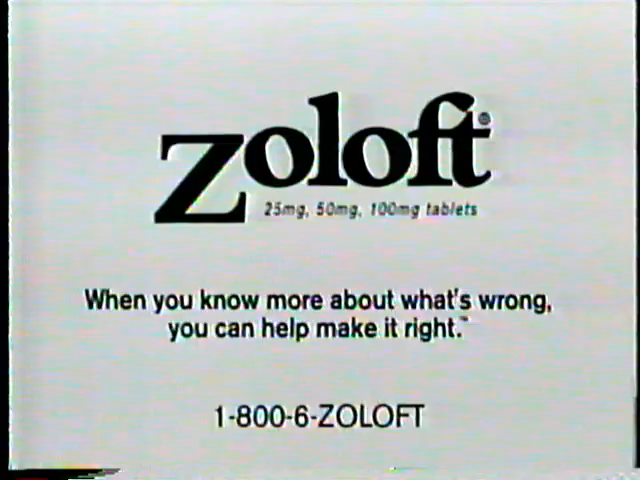 Zoloft®
25mg, 50mg, 100mg tablets
When you know more about what's wrong,
you can help make it right.™
1-800-6-ZOLOFT